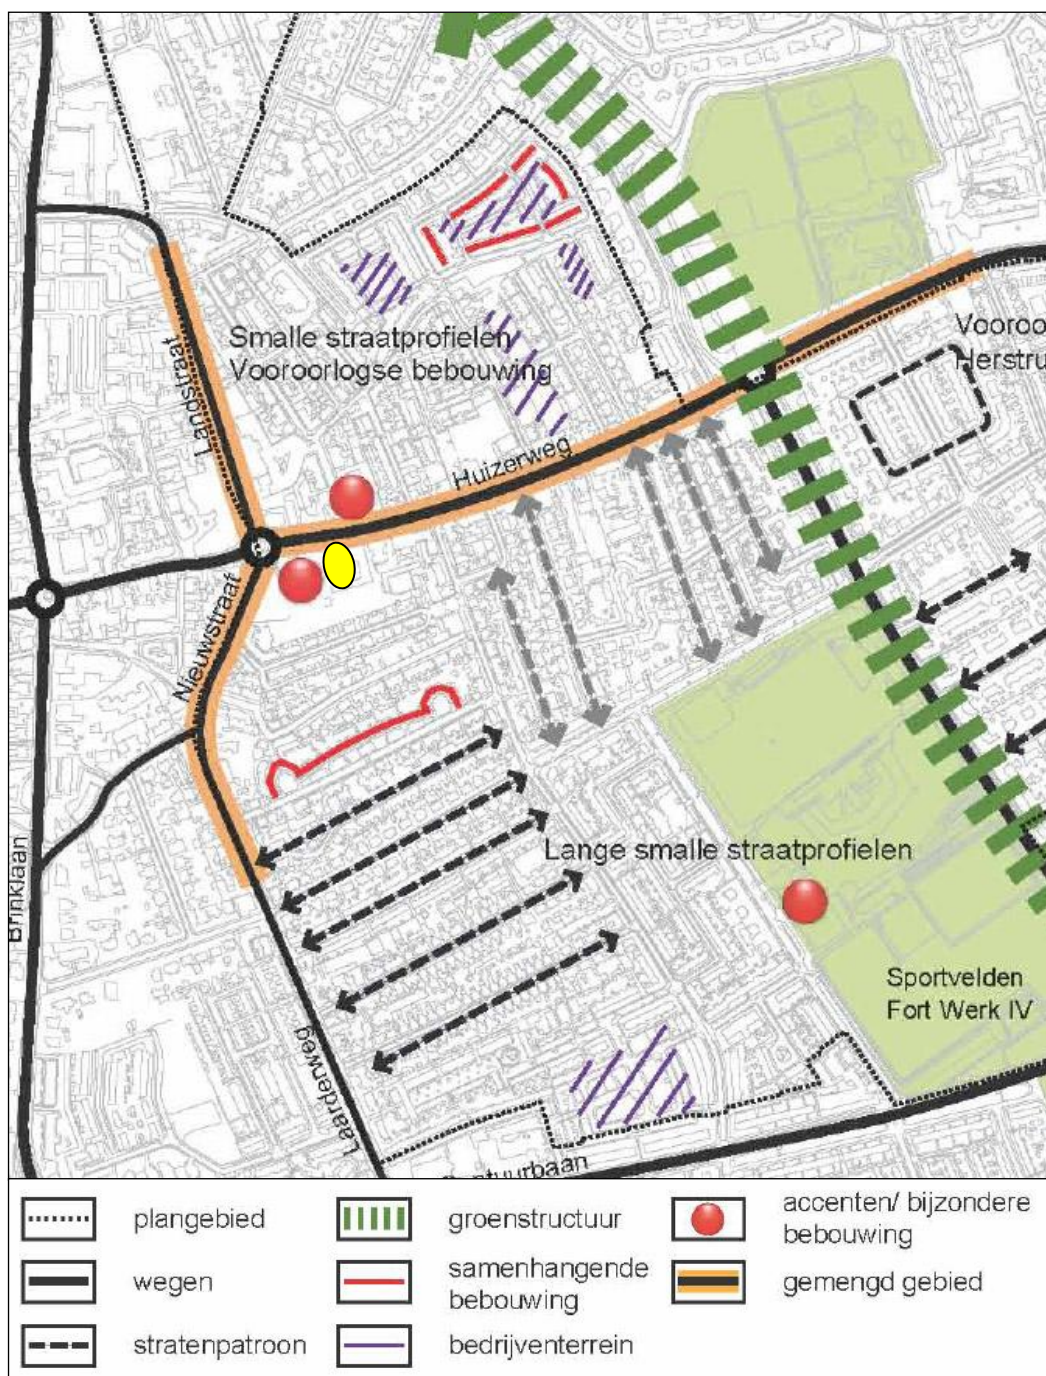 Landstraat
Smalle straatprofielen
Vooroorlogse bebouwing
Huizerweg
Nieuwstraat
Brinklaan
Lange smalle straatprofielen
Sportvelden
Fort Werk IV
Laarderweg
plangebied
groenstructuur
accenten/ bijzondere
bebouwing
wegen
samenhangende
bebouwing
gemengd gebied
stratenpatroon
bedrijventerrein